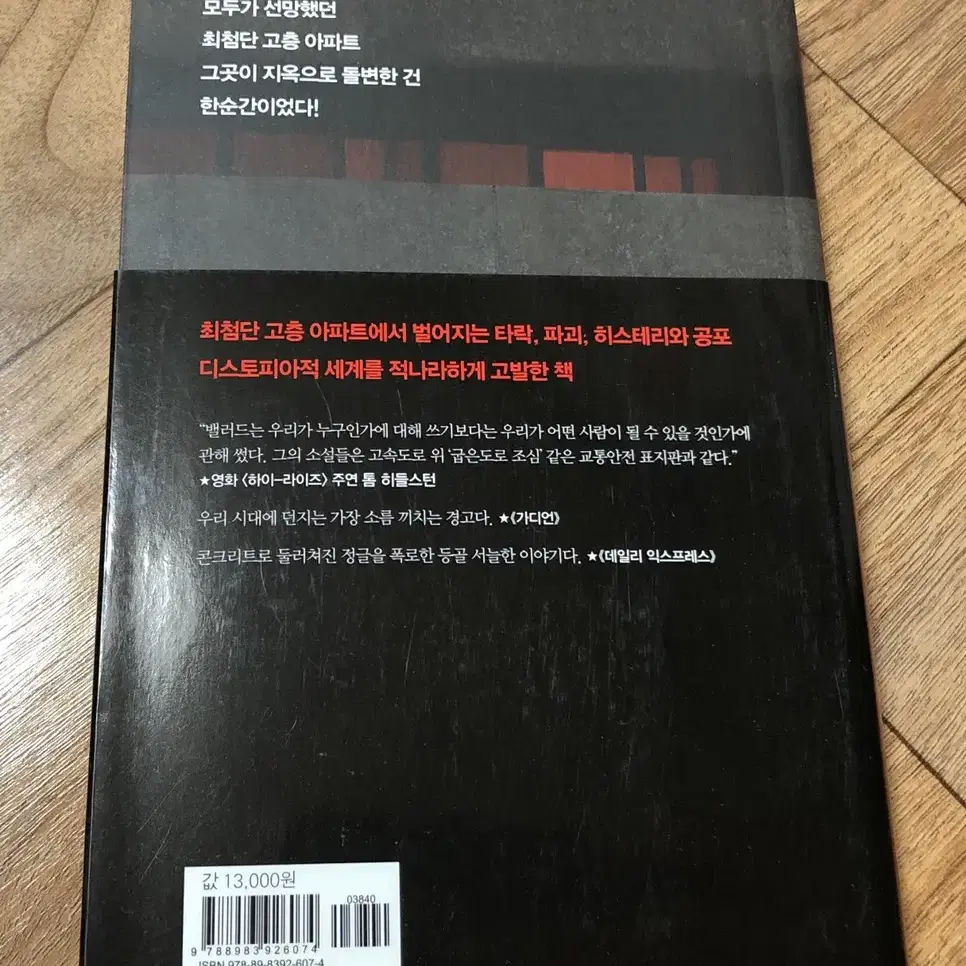 모두가 선망했던
최첨단 고층 아파트
그곳이 지옥으로 돌변한 건
한순간이었다!
최첨단 고층 아파트에서 벌어지는 타락, 파괴, 히스테리와 공포
디스토피아적 세계를 적나라하게 고발한 책
“밸러드는 우리가 누구인가에 대해 쓰기보다는 우리가 어떤 사람이 될 수 있을 것인가에
관해 썼다. 그의 소설들은 고속도로 위 ‘굽은도로 조심’ 같은 교통안전 표지판과 같다.”
★영화 〈하이-라이즈〉 주연 톰 히들스턴
우리 시대에 던지는 가장 소름 끼치는 경고다. ★《가디언》
콘크리트로 둘러쳐진 정글을 폭로한 등골 서늘한 이야기다. ★《데일리 익스프레스》
값 13,000원
03840
9 788983 926074
ISBN 978-89-8392-607-4